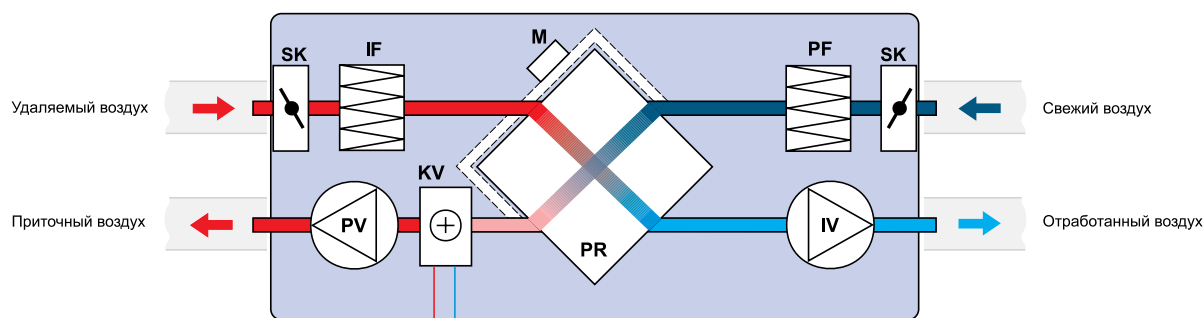 M
SK
IF
PF
SK
Удаляемый воздух
Свежий воздух
KV
Приточный воздух
PV
PR
IV
Отработанный воздух